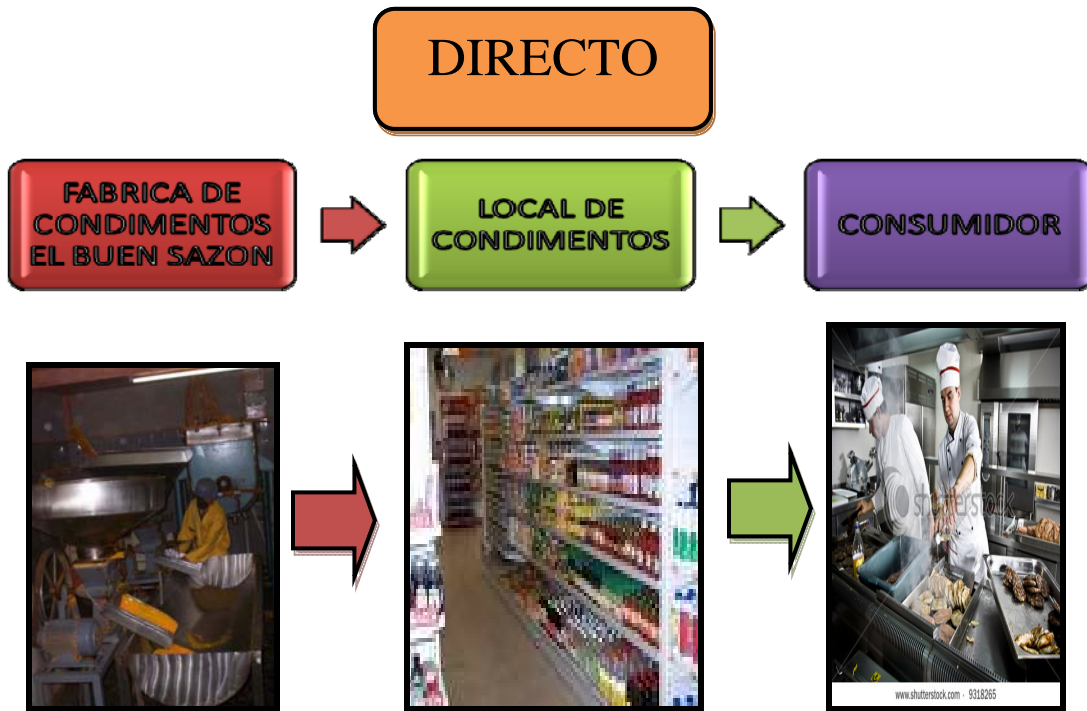 DIRECTO
FABRICA DE
CONDIMENTOS
EL BUEN SAZON
LOCAL DE
CONDIMENTOS
CONSUMIDOR
shutterstock
www.shutterstock.com · 9318265